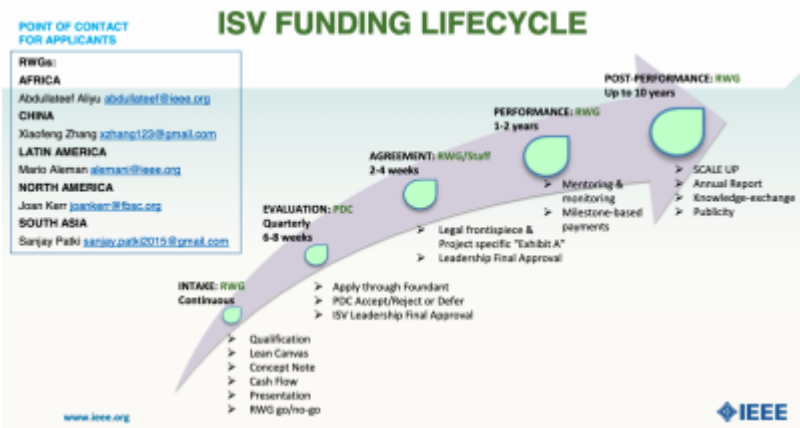 ISV FUNDING LIFECYCLE
POINT OF CONTACT
FOR APPLICANTS
RWGs:
AFRICA
Abdullateef Aliyu abdullateef@ieee.org
CHINA
Xiaofeng Zhang xzhang123@gmail.com
LATIN AMERICA
Mario Aleman alemani@ieee.org
NORTH AMERICA
Joan Kerr joankerr@fbsc.org
SOUTH ASIA
Sanjay Patki sanjay.patki2015@gmail.com
INTAKE: RWG
Continuous
➢ Qualification
➢ Lean Canvas
➢ Concept Note
➢ Cash Flow
➢ Presentation
➢ RWG go/no-go
EVALUATION: PDC
Quarterly
6-8 weeks
➢ Apply through Foundant
➢ PDC Accept/Reject or Defer
➢ ISV Leadership Final Approval
AGREEMENT: RWG/Staff
2-4 weeks
➢ Legal frontispiece &
Project specific "Exhibit A"
➢ Leadership Final Approval
PERFORMANCE: RWG
1-2 years
➢ Mentoring &
monitoring
➢ Milestone-based
payments
POST-PERFORMANCE: RWG
Up to 10 years
➢ SCALE UP
➢ Annual Report
➢ Knowledge-exchange
➢ Publicity
www.ieee.org
IEEE